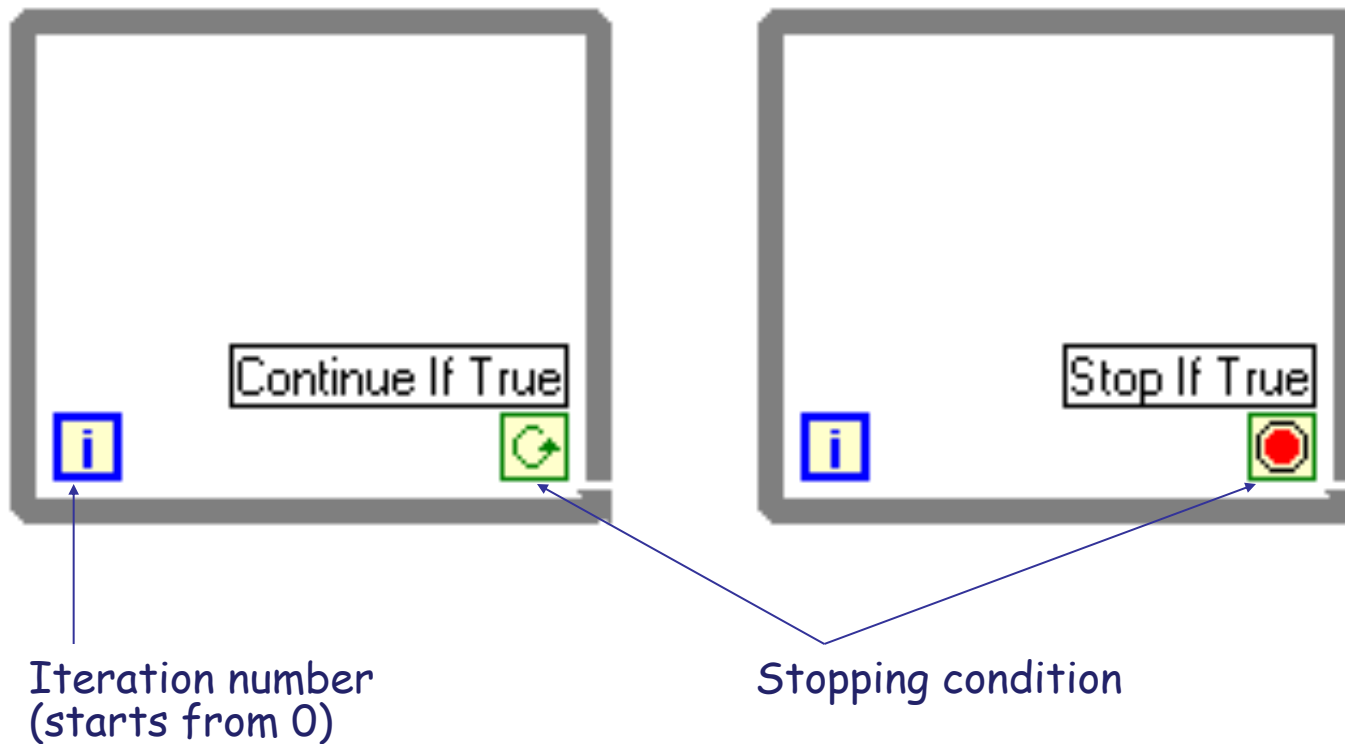 Continue If True
Stop If True
i
i
Iteration number
(starts from 0)
Stopping condition